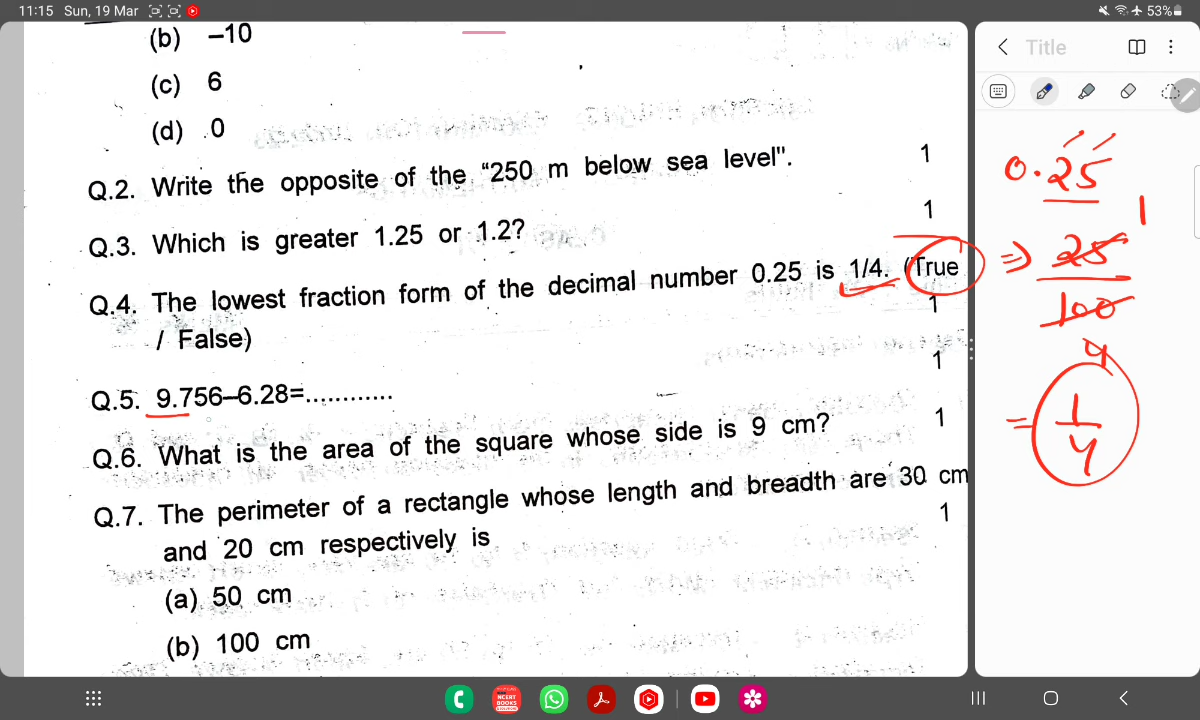 11:15 Sun, 19 Mar
53%
(b) –10
(c) 6
(d) 0
Q.2. Write the opposite of the "250 m below sea level". 1
Q.3. Which is greater 1.25 or 1.2? 1
Q.4. The lowest fraction form of the decimal number 0.25 is 1/4. (True
/ False) 1
Q.5. 9.756–6.28=............ 1
Q.6. What is the area of the square whose side is 9 cm? 1
Q.7. The perimeter of a rectangle whose length and breadth are 30 cm
and 20 cm respectively is 1
(a) 50 cm
(b) 100 cm
Title
0.25
1
⇒ 25
100
4
= 1
4
NCERT
BOOKS